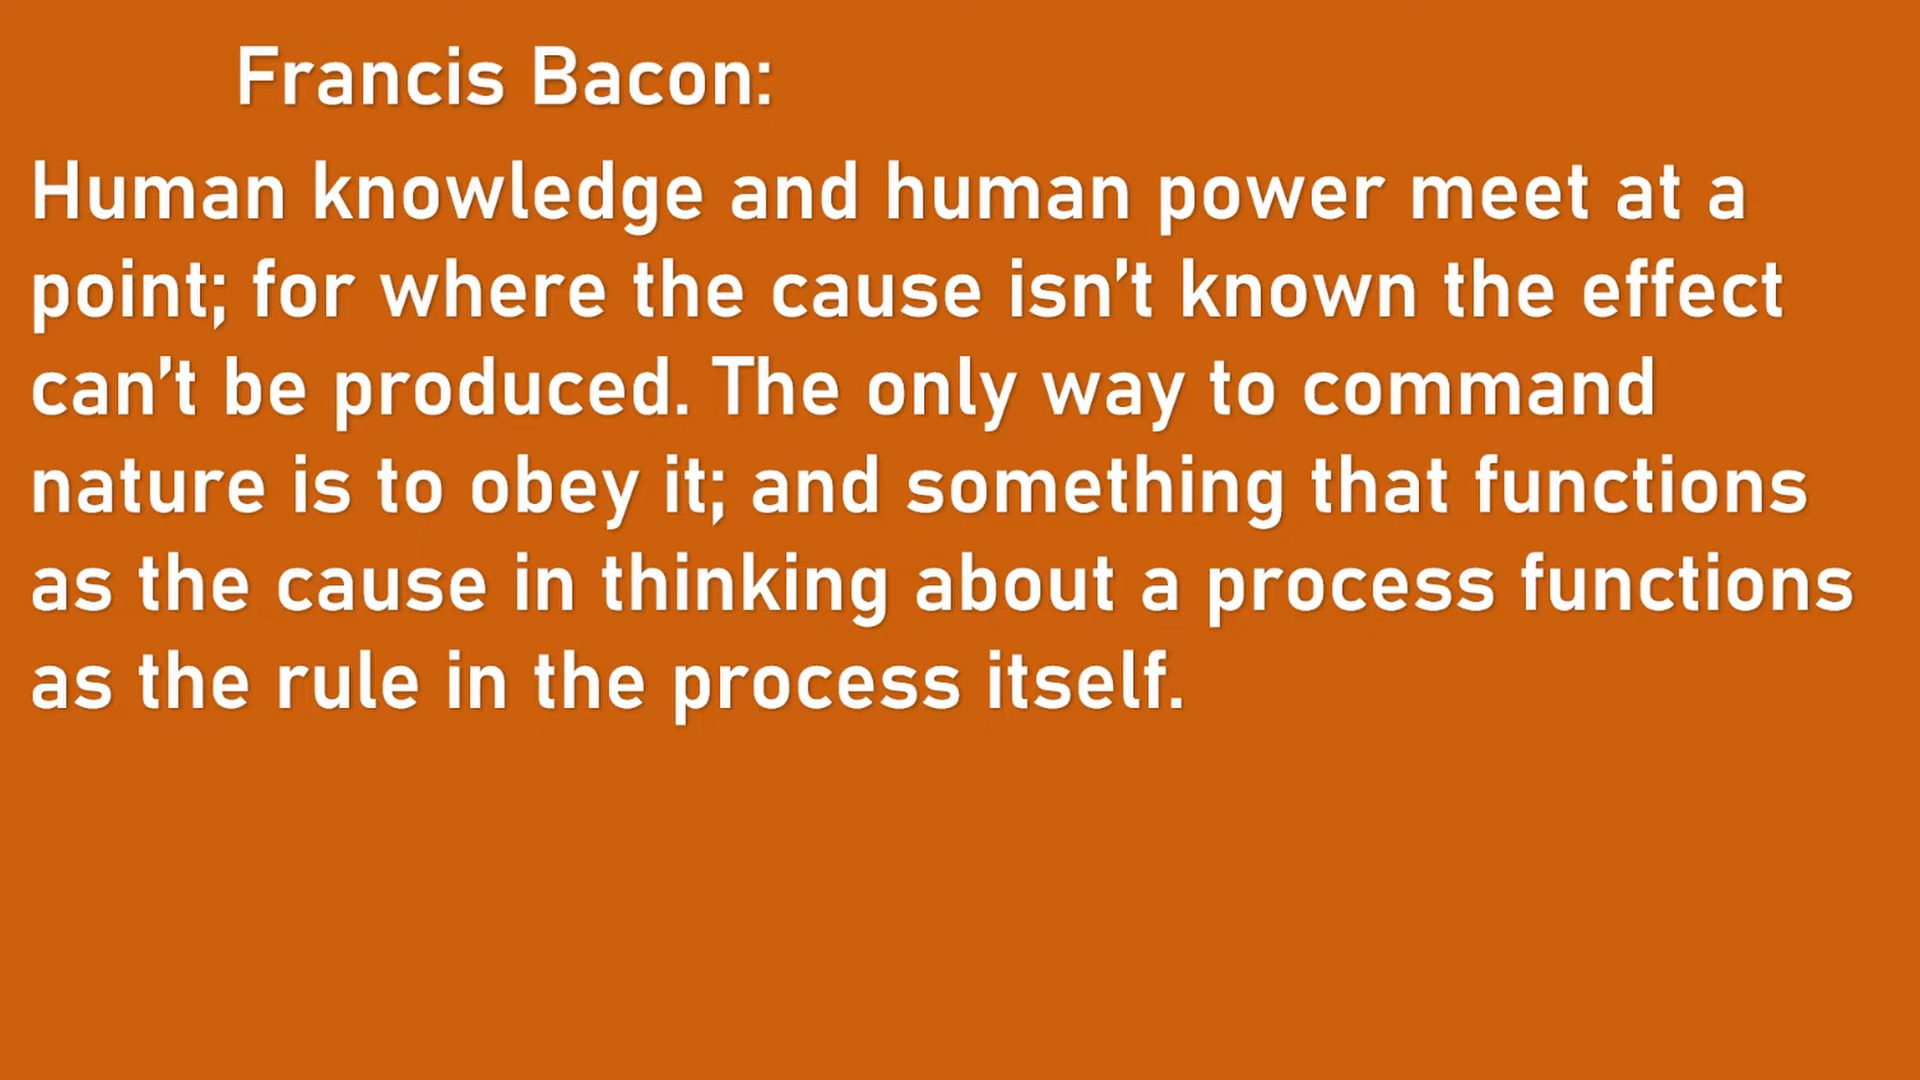 Francis Bacon:
Human knowledge and human power meet at a
point; for where the cause isn’t known the effect
can’t be produced. The only way to command
nature is to obey it; and something that functions
as the cause in thinking about a process functions
as the rule in the process itself.